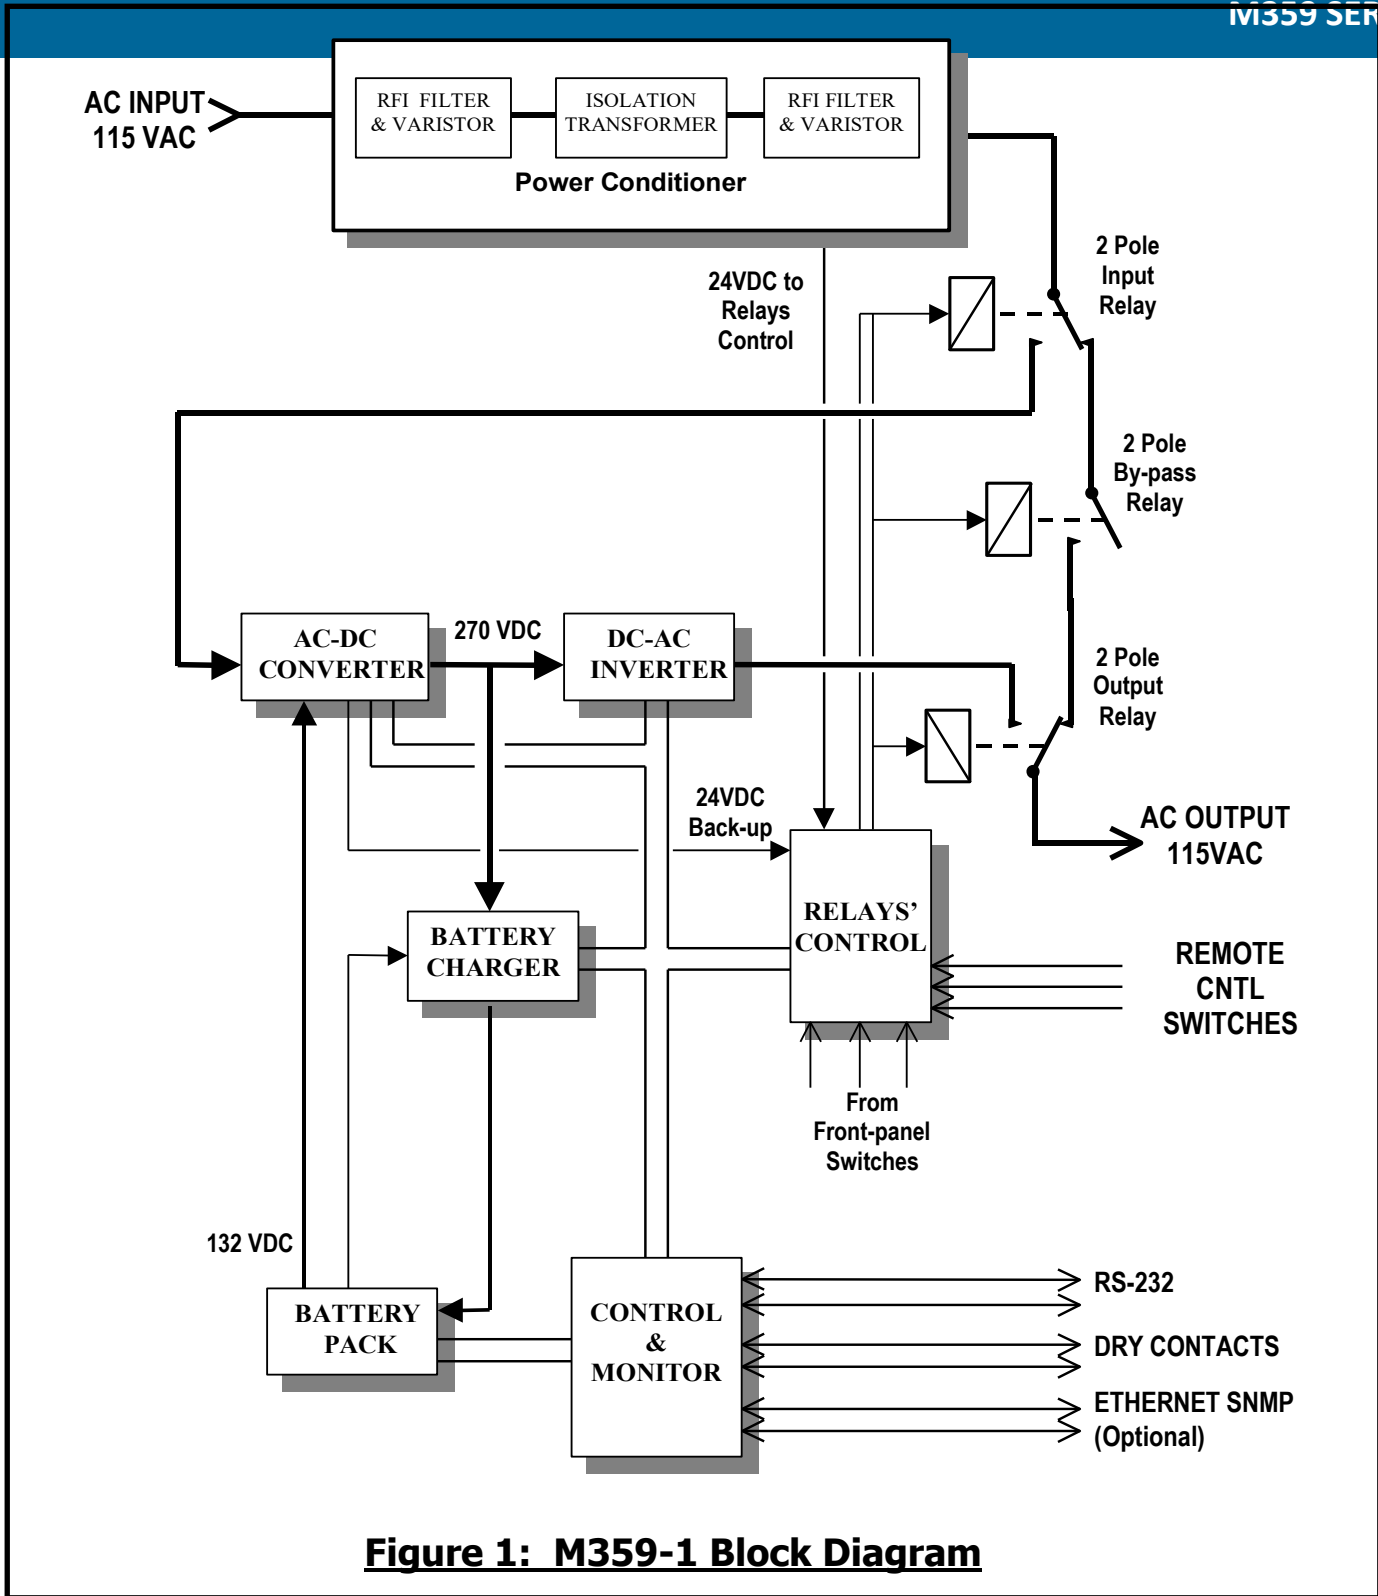 M359 SER
AC INPUT
115 VAC
RFI FILTER
& VARISTOR
ISOLATION
TRANSFORMER
RFI FILTER
& VARISTOR
Power Conditioner
24VDC to
Relays
Control
2 Pole
Input
Relay
2 Pole
By-pass
Relay
AC-DC
CONVERTER
270 VDC
DC-AC
INVERTER
2 Pole
Output
Relay
24VDC
Back-up
AC OUTPUT
115VAC
RELAYS’
CONTROL
BATTERY
CHARGER
REMOTE
CNTL
SWITCHES
From
Front-panel
Switches
132 VDC
BATTERY
PACK
CONTROL
&
MONITOR
RS-232
DRY CONTACTS
ETHERNET SNMP
(Optional)
Figure 1: M359-1 Block Diagram